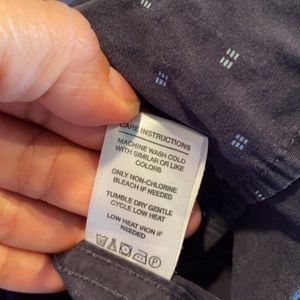 CARE INSTRUCTIONS
MACHINE WASH COLD
WITH SIMILAR OR LIKE
COLORS
ONLY NON-CHLORINE
BLEACH IF NEEDED
TUMBLE DRY GENTLE
CYCLE LOW HEAT
LOW HEAT IRON IF
NEEDED